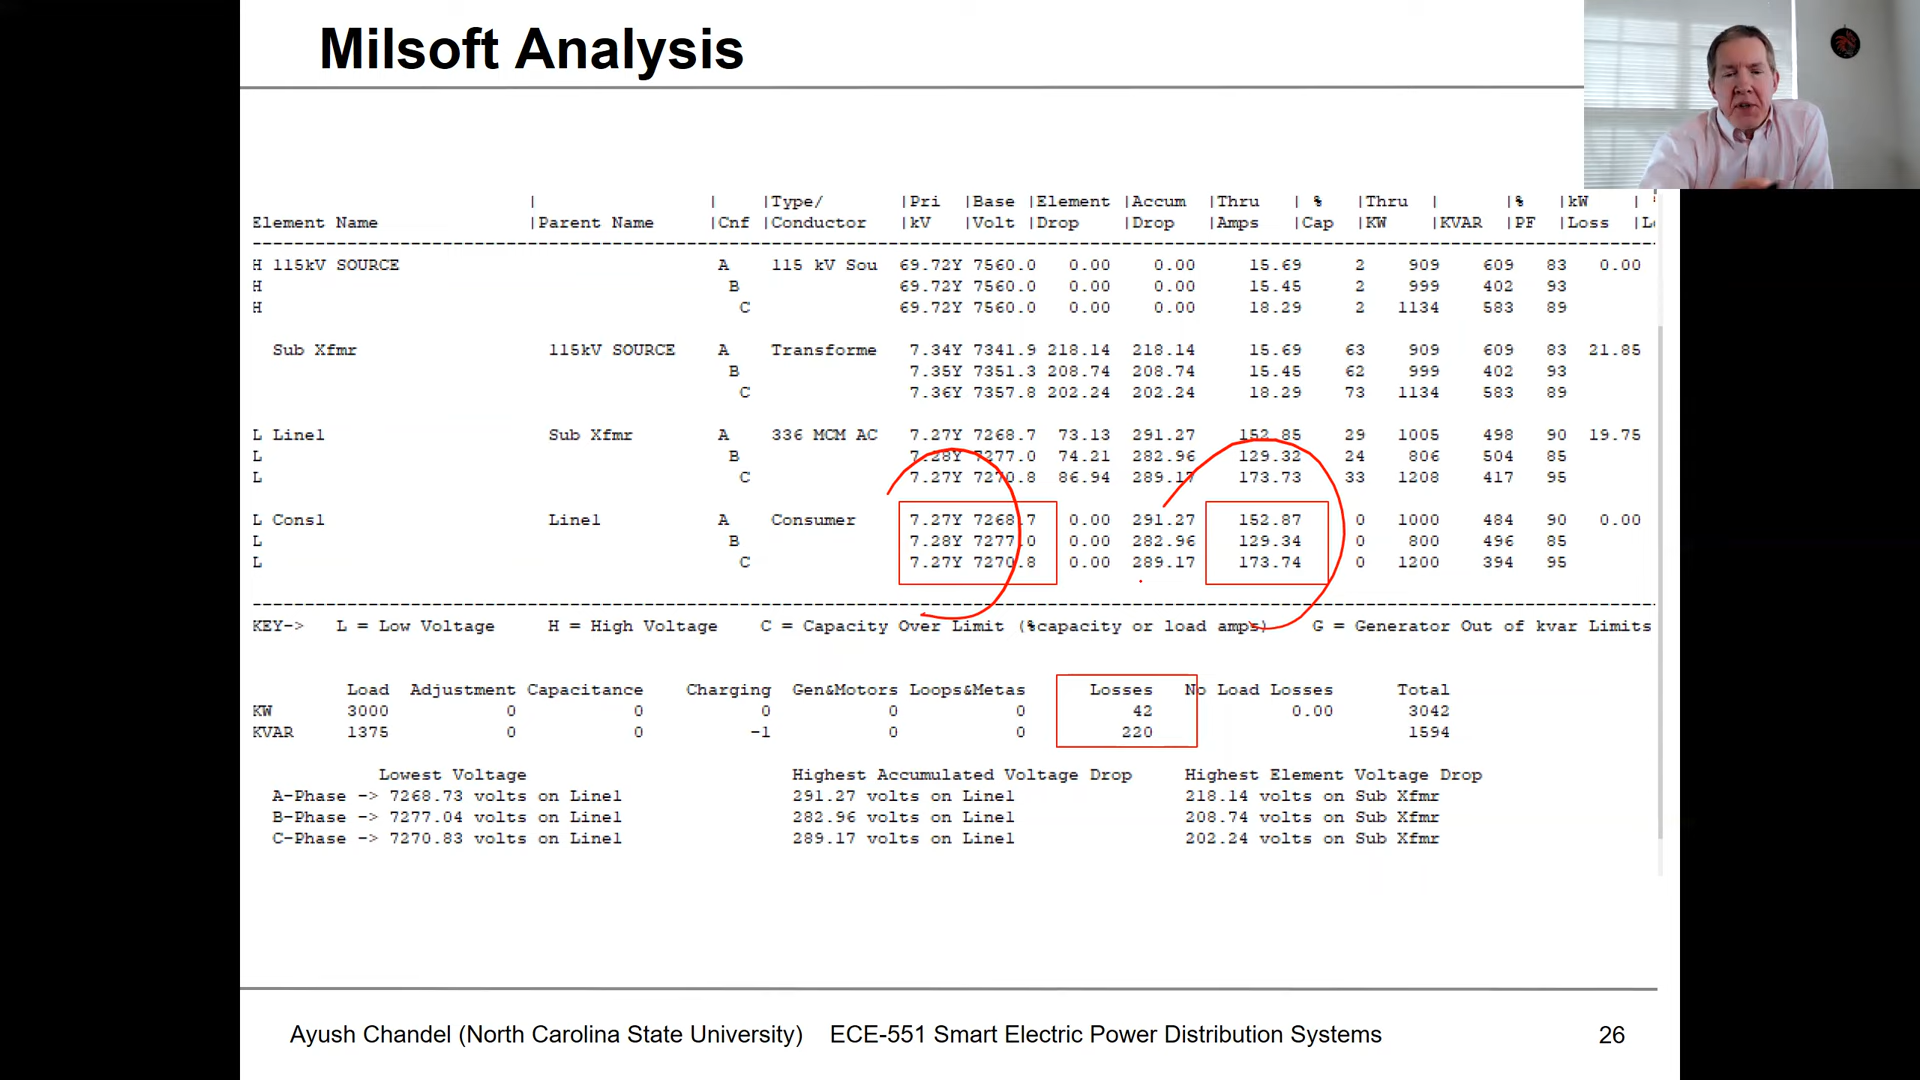 Milsoft Analysis
| | |Type/ |Pri |Base |Element |Accum |Thru | % |Thru | |% |kW |
Element Name |Parent Name |Cnf |Conductor |kV |Volt |Drop |Drop |Amps |Cap |KW |KVAR |PF |Loss |
H 115kV SOURCE A 115 kV Sou 69.72Y 7560.0 0.00 0.00 15.69 2 909 609 83 0.00
H B 69.72Y 7560.0 0.00 0.00 15.45 2 999 402 93
H C 69.72Y 7560.0 0.00 0.00 18.29 2 1134 583 89
Sub Xfmr 115kV SOURCE A Transforme 7.34Y 7341.9 218.14 218.14 15.69 63 909 609 83 21.85
B 7.35Y 7351.3 208.74 208.74 15.45 62 999 402 93
C 7.36Y 7357.8 202.24 202.24 18.29 73 1134 583 89
L Line1 Sub Xfmr A 336 MCM AC 7.27Y 7268.7 73.13 291.27 152.85 29 1005 498 90 19.75
L B 7.28Y 7277.0 74.21 282.96 129.32 24 806 504 85
L C 7.27Y 7270.8 86.94 289.17 173.73 33 1208 417 95
L Cons1 Line1 A Consumer 7.27Y 7268.7 0.00 291.27 152.87 0 1000 484 90 0.00
L B 7.28Y 7277.0 0.00 282.96 129.34 0 800 496 85
L C 7.27Y 7270.8 0.00 289.17 173.74 0 1200 394 95
KEY-> L = Low Voltage H = High Voltage C = Capacity Over Limit (%capacity or load amps) G = Generator Out of kvar Limits
Load Adjustment Capacitance Charging Gen&Motors Loops&Metas Losses No Load Losses Total
KW 3000 0 0 0 0 0 42 0.00 3042
KVAR 1375 0 0 -1 0 0 220 1594
Lowest Voltage Highest Accumulated Voltage Drop Highest Element Voltage Drop
A-Phase -> 7268.73 volts on Line1 291.27 volts on Line1 218.14 volts on Sub Xfmr
B-Phase -> 7277.04 volts on Line1 282.96 volts on Line1 208.74 volts on Sub Xfmr
C-Phase -> 7270.83 volts on Line1 289.17 volts on Line1 202.24 volts on Sub Xfmr
Ayush Chandel (North Carolina State University) ECE-551 Smart Electric Power Distribution Systems 26